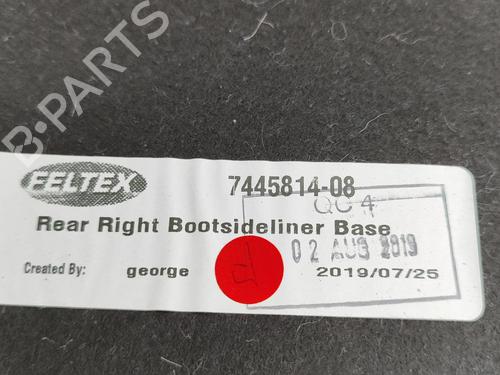 B-PARTS
FELTEX
7445814-08
QC 4
Rear Right Bootsideliner Base
02 AUG 2019
Created By:
george
2019/07/25